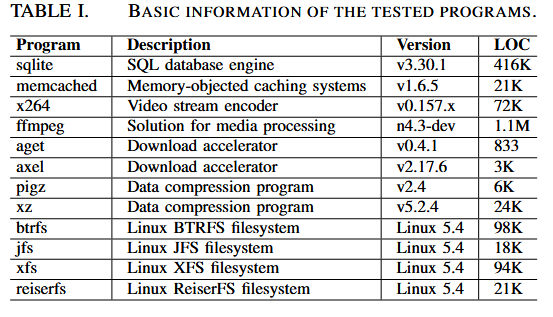 TABLE I. BASIC INFORMATION OF THE TESTED PROGRAMS.
Program Description Version LOC
sqlite SQL database engine v3.30.1 416K
memcached Memory-objected caching systems v1.6.5 21K
x264 Video stream encoder v0.157.x 72K
ffmpeg Solution for media processing n4.3-dev 1.1M
aget Download accelerator v0.4.1 833
axel Download accelerator v2.17.6 3K
pigz Data compression program v2.4 6K
xz Data compression program v5.2.4 24K
btrfs Linux BTRFS filesystem Linux 5.4 98K
jfs Linux JFS filesystem Linux 5.4 18K
xfs Linux XFS filesystem Linux 5.4 94K
reiserfs Linux ReiserFS filesystem Linux 5.4 21K